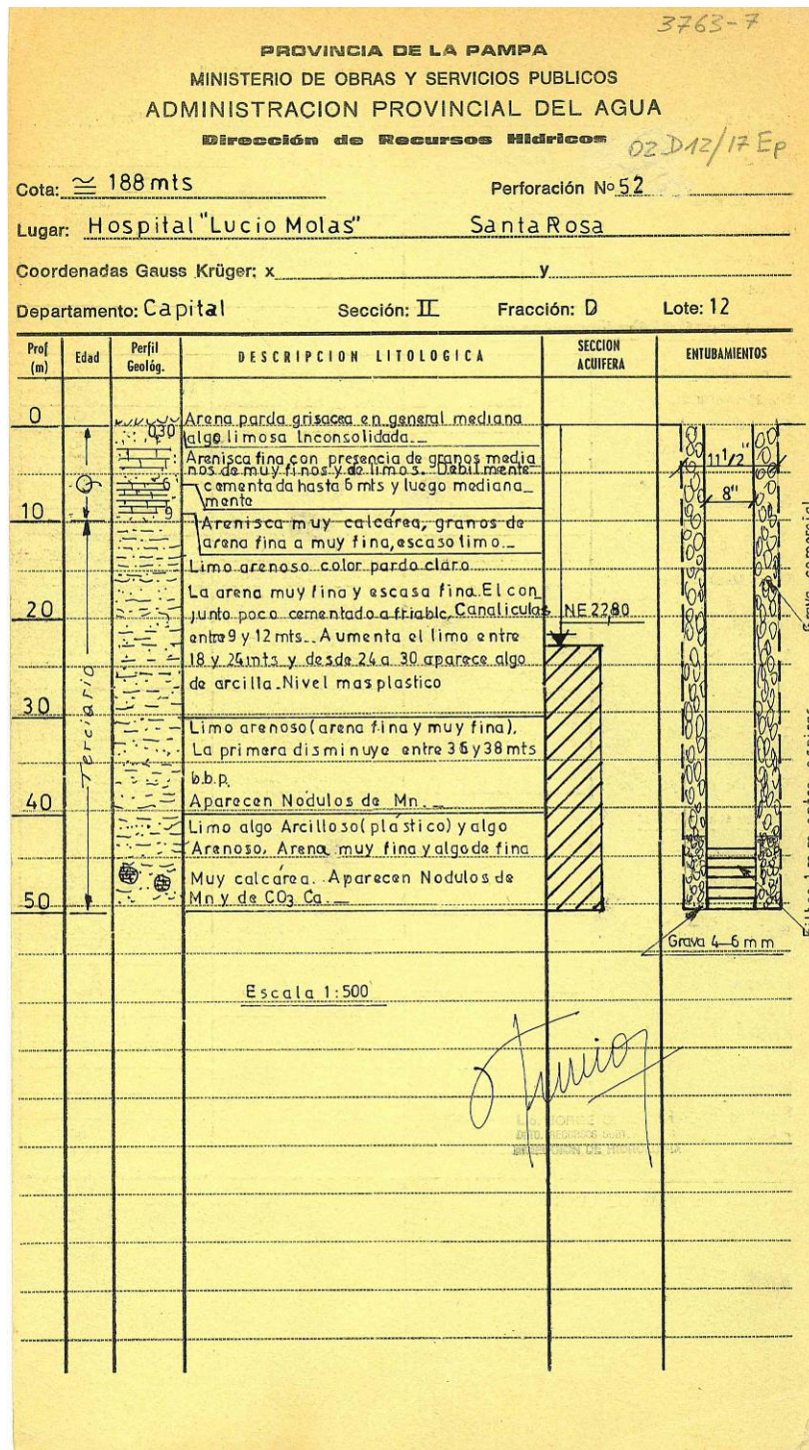 3763-7
PROVINCIA DE LA PAMPA
MINISTERIO DE OBRAS Y SERVICIOS PUBLICOS
ADMINISTRACION PROVINCIAL DEL AGUA
Dirección de Recursos Hídricos
02 D12/17 Ep
Cota: ≅ 188 mts Perforación Nº 52
Lugar: Hospital "Lucio Molas" Santa Rosa
Coordenadas Gauss Krüger: x y
Departamento: Capital Sección: II Fracción: D Lote: 12
Prof (m) Edad Perfil Geológ. DESCRIPCION LITOLOGICA SECCION ACUIFERA ENTUBAMIENTOS
0
10
20
30
40
50
Q
Terciario
0.30
6
9
Arena parda grisacea en general mediana
algo limosa Inconsolidada._
Arenisca fina con presencia de granos media
nos de muy finos y de limos. Debilmente
cementada hasta 6 mts y luego mediana_
mente
Arenisca muy calcárea, granos de
arena fina a muy fina, escaso limo._
Limo arenoso color pardo claro
La arena muy fina y escasa fina. El con
junto poco cementado a friable, Canaliculas
entre 9 y 12 mts._ Aumenta el limo entre
18 y 24 mts y desde 24 a 30 aparece algo
de arcilla. Nivel mas plastico
Limo arenoso (arena fina y muy fina).
La primera disminuye entre 36 y 38 mts
b.b.p.
Aparecen Nodulos de Mn._
Limo algo Arcilloso (plástico) y algo
Arenoso. Arena muy fina y algo de fina
Muy calcárea. Aparecen Nodulos de
Mn y de CO3 Ca._
NE 22,80
11 1/2"
8"
Grava 4-6 mm
Escala 1:500